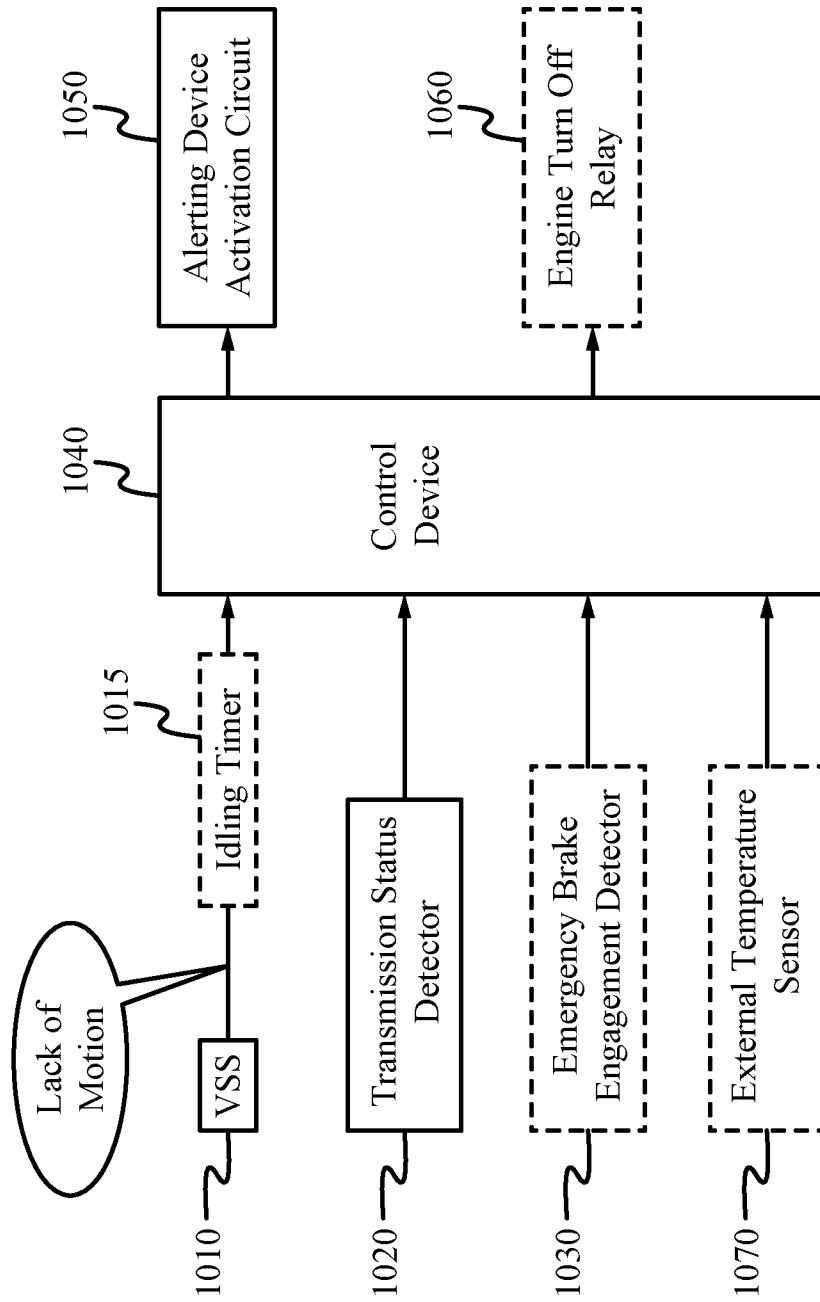 Lack of
Motion
1010
VSS
1015
Idling Timer
1040
Control
Device
1050
Alerting Device
Activation Circuit
1020
Transmission Status
Detector
1030
Emergency Brake
Engagement Detector
1060
Engine Turn Off
Relay
1070
External Temperature
Sensor